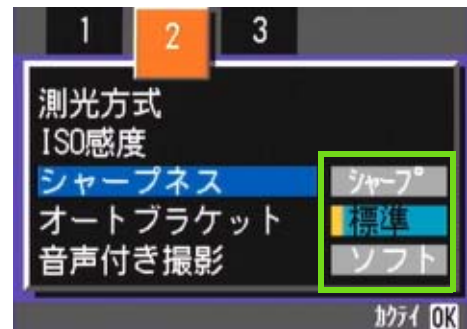 1 2 3
測光方式
ISO感度
シャープネス ｼｬｰﾌﾟ
オートブラケット 標準
音声付き撮影 ソフト
ｶｸﾃｲ OK